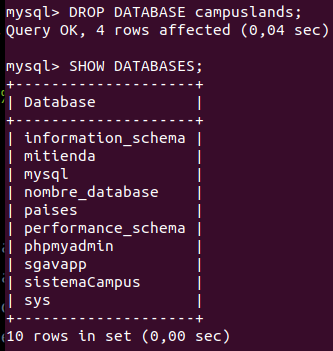 mysql> DROP DATABASE campuslands;
Query OK, 4 rows affected (0,04 sec)
mysql> SHOW DATABASES;
+--------------------+
| Database           |
+--------------------+
| information_schema |
| mitienda           |
| mysql              |
| nombre_database    |
| paises             |
| performance_schema |
| phpmyadmin         |
| sgavapp            |
| sistemaCampus      |
| sys                |
+--------------------+
10 rows in set (0,00 sec)